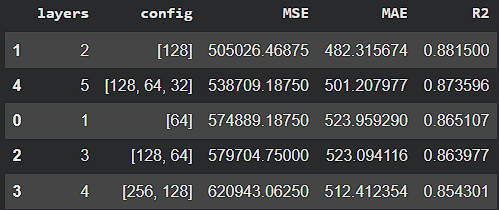 layers config MSE MAE R2
1 2 [128] 505026.46875 482.315674 0.881500
4 5 [128, 64, 32] 538709.18750 501.207977 0.873596
0 1 [64] 574889.18750 523.959290 0.865107
2 3 [128, 64] 579704.75000 523.094116 0.863977
3 4 [256, 128] 620943.06250 512.412354 0.854301